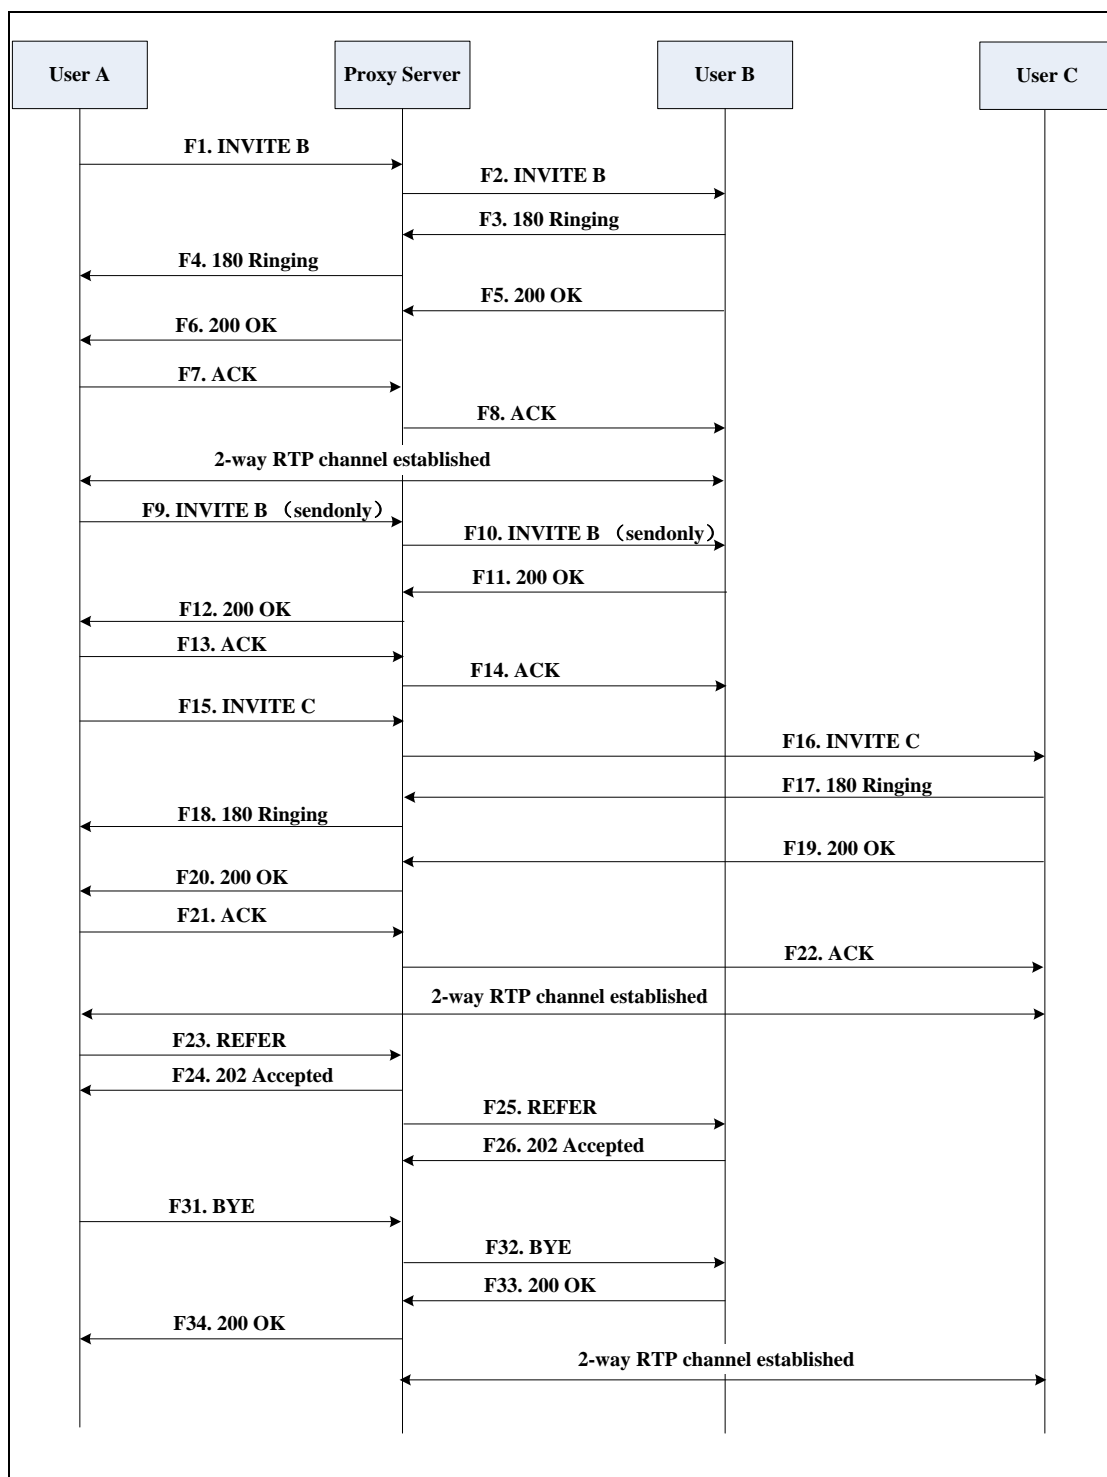 User A
Proxy Server
User B
User C
F1. INVITE B
F2. INVITE B
F3. 180 Ringing
F4. 180 Ringing
F5. 200 OK
F6. 200 OK
F7. ACK
F8. ACK
2-way RTP channel established
F9. INVITE B （sendonly）
F10. INVITE B （sendonly）
F11. 200 OK
F12. 200 OK
F13. ACK
F14. ACK
F15. INVITE C
F16. INVITE C
F17. 180 Ringing
F18. 180 Ringing
F19. 200 OK
F20. 200 OK
F21. ACK
F22. ACK
2-way RTP channel established
F23. REFER
F24. 202 Accepted
F25. REFER
F26. 202 Accepted
F31. BYE
F32. BYE
F33. 200 OK
F34. 200 OK
2-way RTP channel established